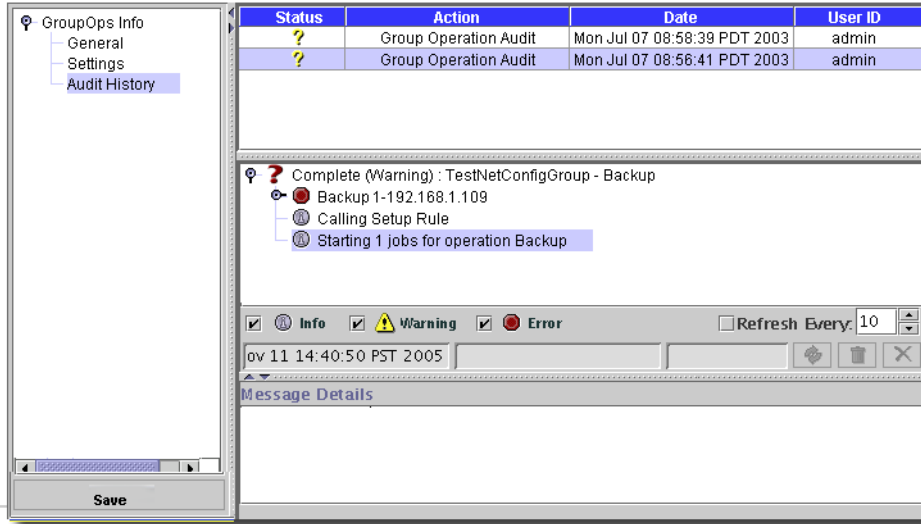 GroupOps Info
General
Settings
Audit History
Save
Status Action Date User ID
? Group Operation Audit Mon Jul 07 08:58:39 PDT 2003 admin
? Group Operation Audit Mon Jul 07 08:56:41 PDT 2003 admin
? Complete (Warning) : TestNetConfigGroup - Backup
Backup 1-192.168.1.109
Calling Setup Rule
Starting 1 jobs for operation Backup
Info Warning Error Refresh Every: 10
ov 11 14:40:50 PST 2005
Message Details